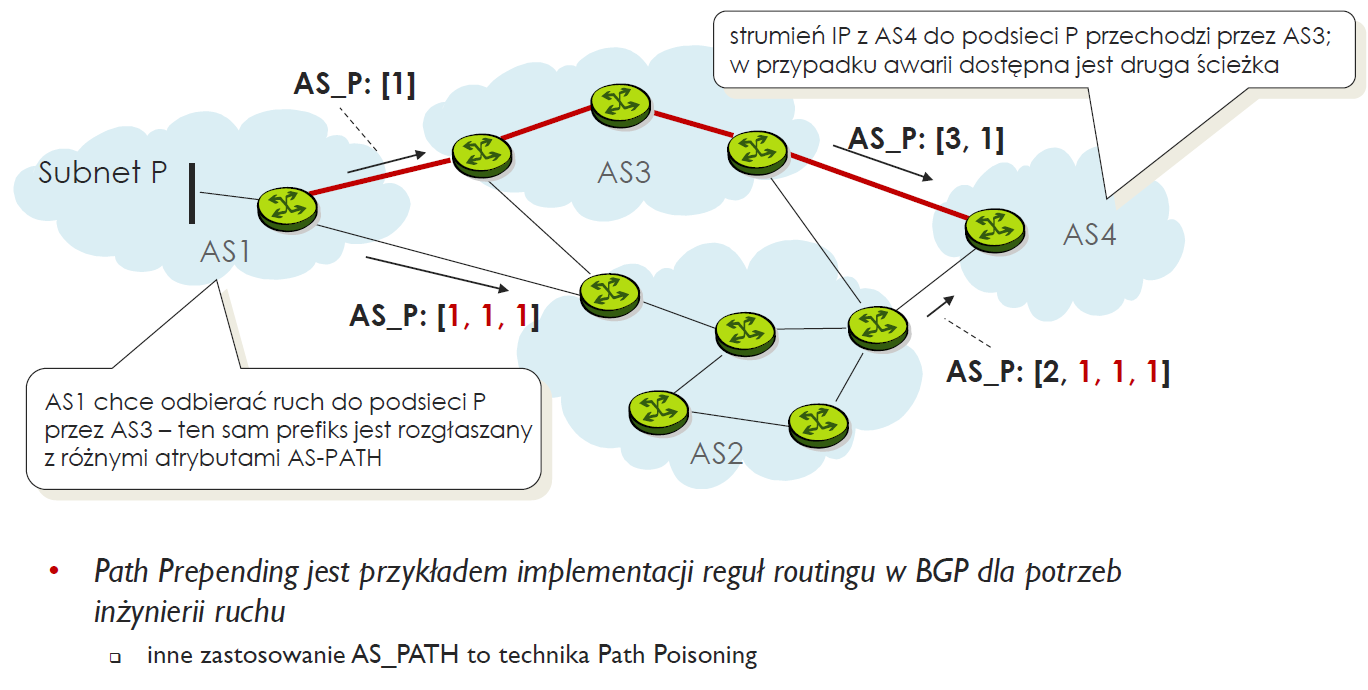 strumień IP z AS4 do podsieci P przechodzi przez AS3;
w przypadku awarii dostępna jest druga ścieżka
AS_P: [1]
AS_P: [3, 1]
Subnet P
AS3
AS1
AS4
AS_P: [1, 1, 1]
AS_P: [2, 1, 1, 1]
AS1 chce odbierać ruch do podsieci P
przez AS3 – ten sam prefiks jest rozgłaszany
z różnymi atrybutami AS-PATH
AS2
• Path Prepending jest przykładem implementacji reguł routingu w BGP dla potrzeb
inżynierii ruchu
❑ inne zastosowanie AS_PATH to technika Path Poisoning